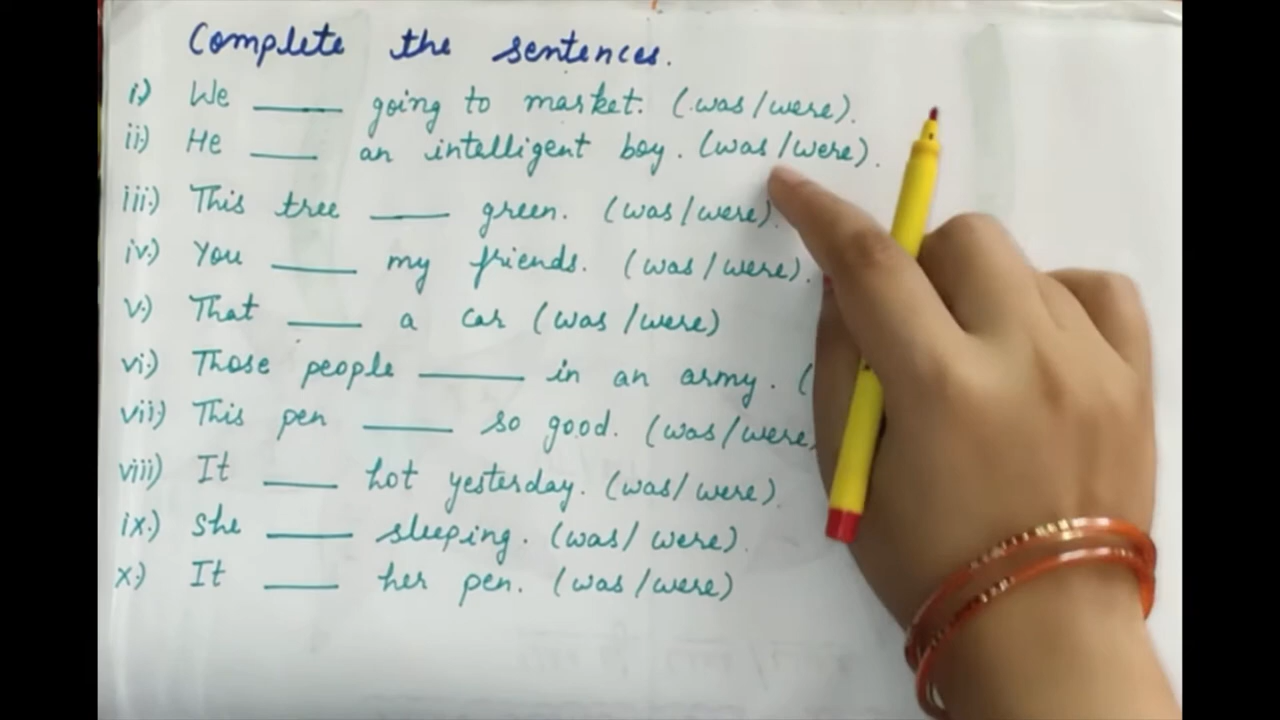 Complete the sentences.
i.) We ____ going to market. (was/were).
ii) He ____ an intelligent boy. (was/were).
iii.) This tree ____ green. (was/were).
iv.) You ____ my friends. (was/were).
v.) That ____ a car (was/were)
vi.) Those people ____ in an army. (
vii.) This pen ____ so good. (was/were
viii) It ____ hot yesterday. (was/were).
ix.) She ____ sleeping. (was/were).
x.) It ____ her pen. (was/were)